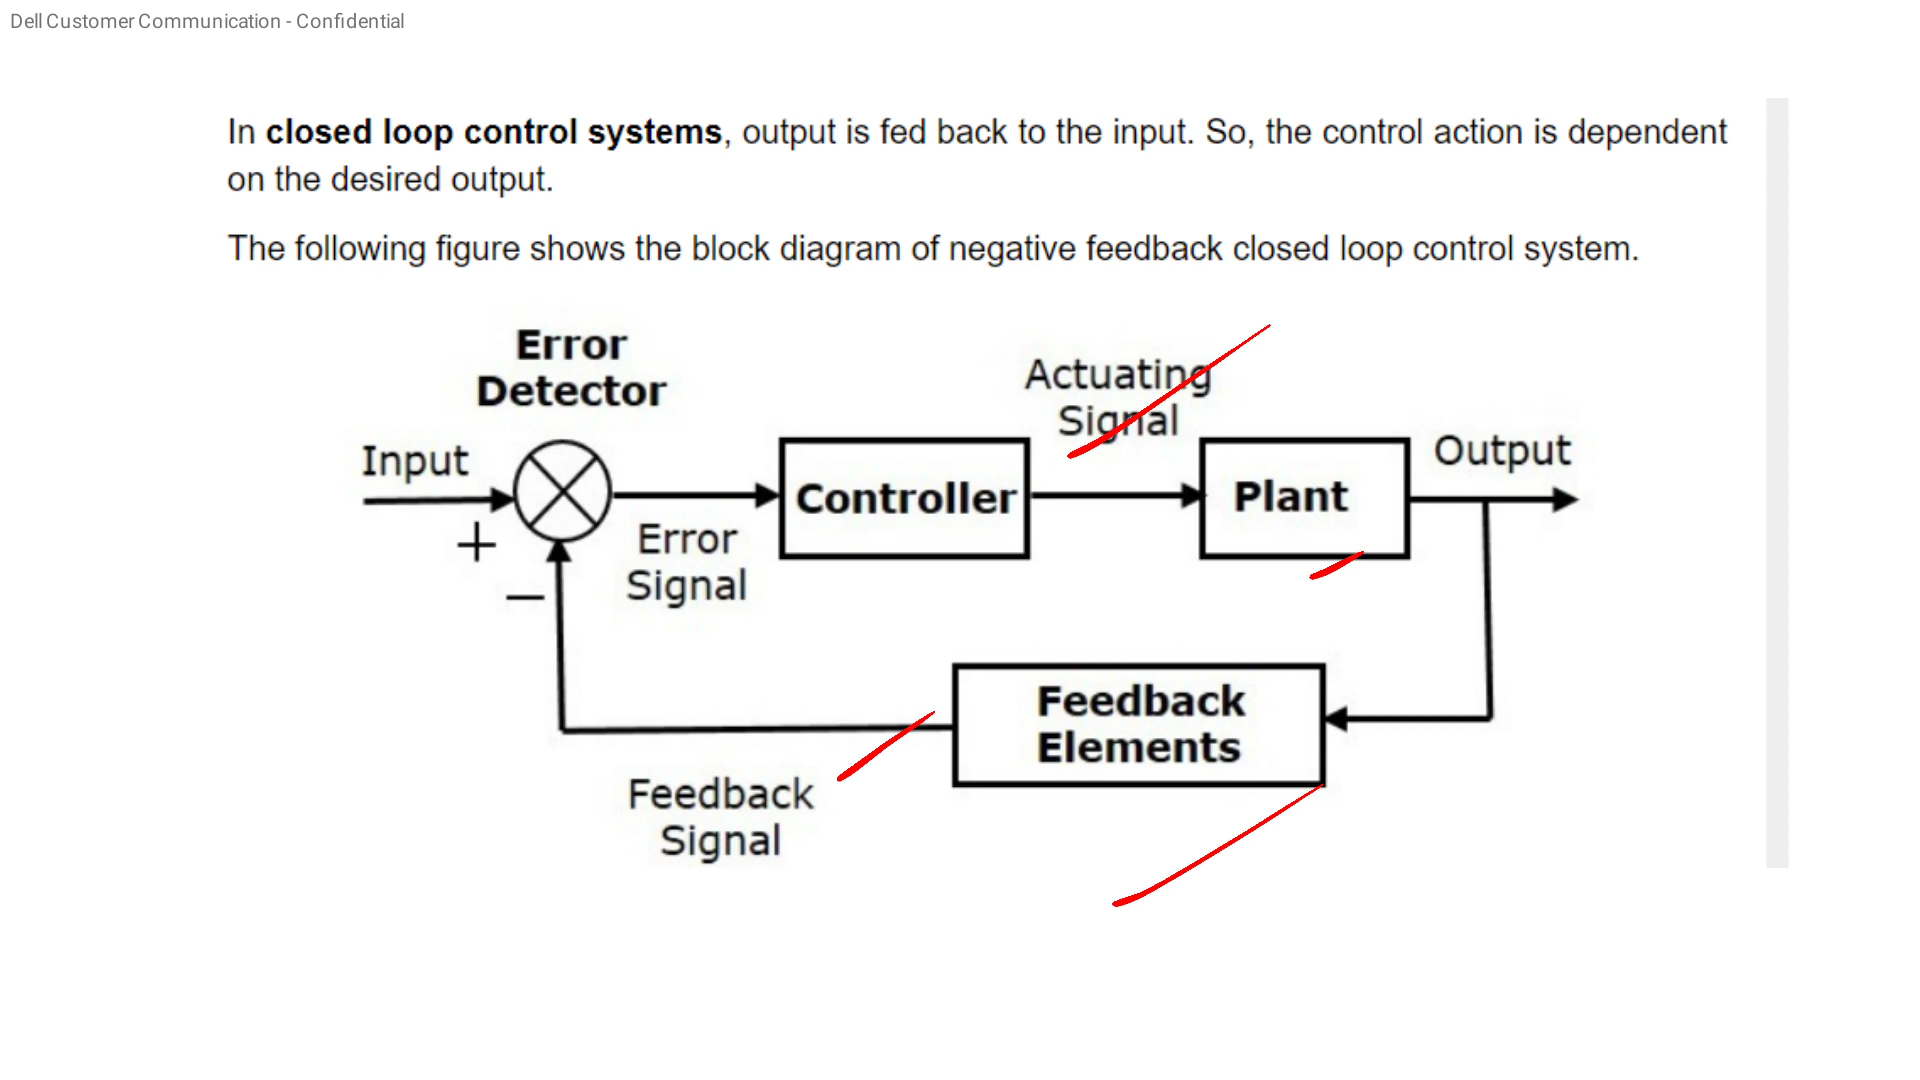 Dell Customer Communication - Confidential
In closed loop control systems, output is fed back to the input. So, the control action is dependent
on the desired output.
The following figure shows the block diagram of negative feedback closed loop control system.
Error
Detector
Actuating
Signal
Input
Output
Controller
Plant
+
Error
Signal
−
Feedback
Elements
Feedback
Signal